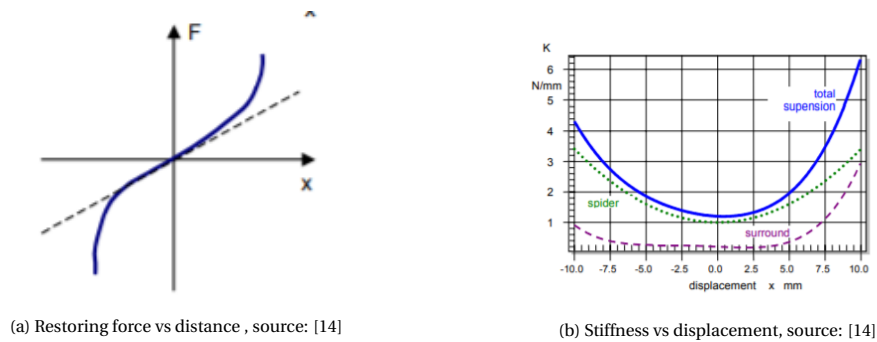 F
x
(a) Restoring force vs distance , source: [14]
K
N/mm
6
5
4
3
2
1
total
supension
spider
surround
-10.0 -7.5 -5.0 -2.5 0.0 2.5 5.0 7.5 10.0
displacement x mm
(b) Stiffness vs displacement, source: [14]